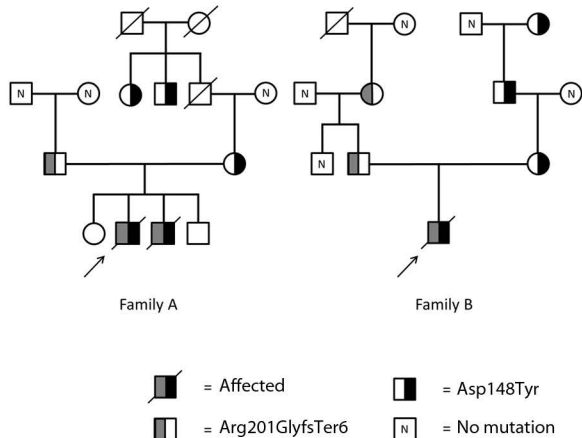 N N
N N N N N
N
Family A Family B
= Affected = Asp148Tyr
= Arg201GlyfsTer6 N = No mutation